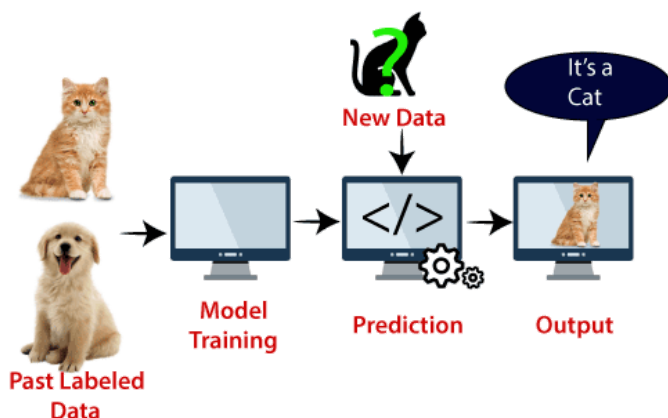 New Data
It's a
Cat
?
</>
Model
Training
Prediction
Output
Past Labeled
Data